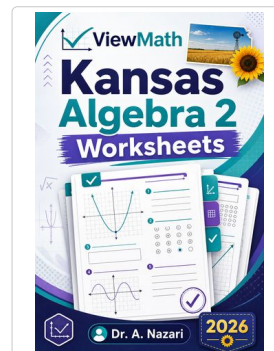 ViewMath
Kansas
Algebra 2
Worksheets
Dr. A. Nazari
2026